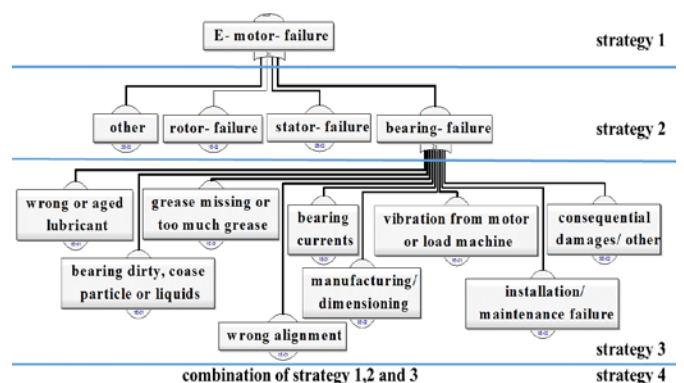 E- motor- failure
strategy 1
other
rotor- failure
stator- failure
bearing- failure
strategy 2
wrong or aged
lubricant
grease missing or
too much grease
bearing
currents
vibration from motor
or load machine
consequential
damages/ other
bearing dirty, coase
particle or liquids
manufacturing/
dimensioning
installation/
maintenance failure
wrong alignment
strategy 3
combination of strategy 1,2 and 3
strategy 4